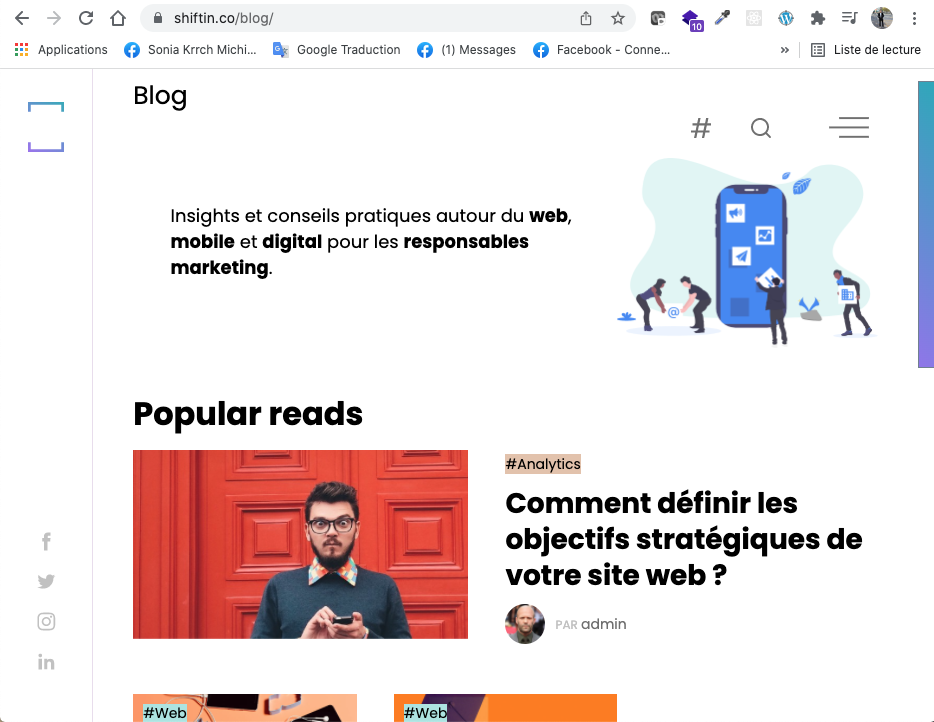 shiftin.co/blog/
10
Applications
Sonia Krrch Michi...
Google Traduction
(1) Messages
Facebook - Conne...
»
Liste de lecture
Blog
#
Insights et conseils pratiques autour du web,
mobile et digital pour les responsables
marketing.
@
Popular reads
#Analytics
Comment définir les
objectifs stratégiques de
votre site web ?
PAR admin
#Web
#Web